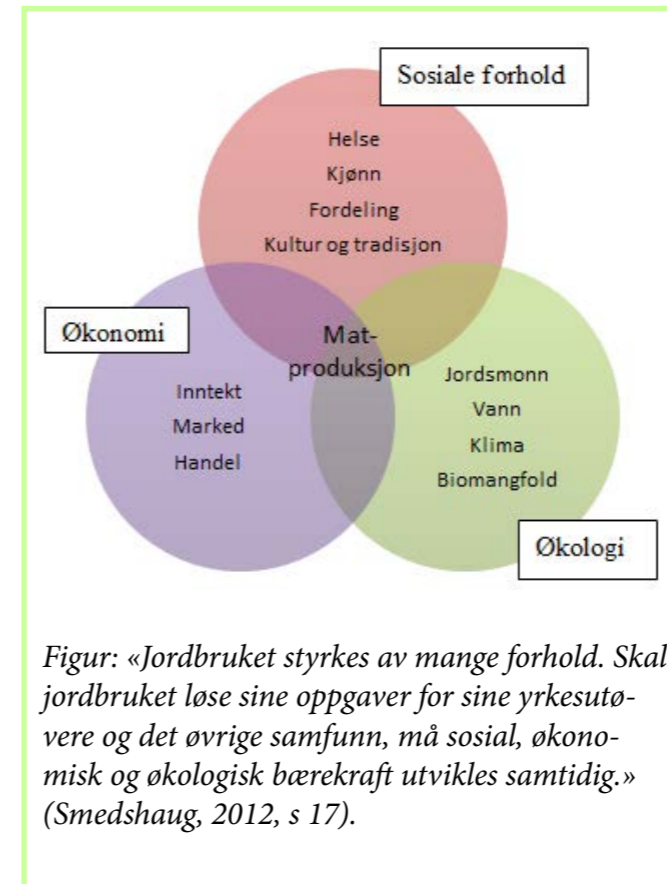 Sosiale forhold
Helse
Kjønn
Fordeling
Kultur og tradisjon
Økonomi
Inntekt
Marked
Handel
Mat-
produksjon
Jordsmonn
Vann
Klima
Biomangfold
Økologi
Figur: «Jordbruket styrkes av mange forhold. Skal
jordbruket løse sine oppgaver for sine yrkesutø-
vere og det øvrige samfunn, må sosial, økono-
misk og økologisk bærekraft utvikles samtidig.»
(Smedshaug, 2012, s 17).